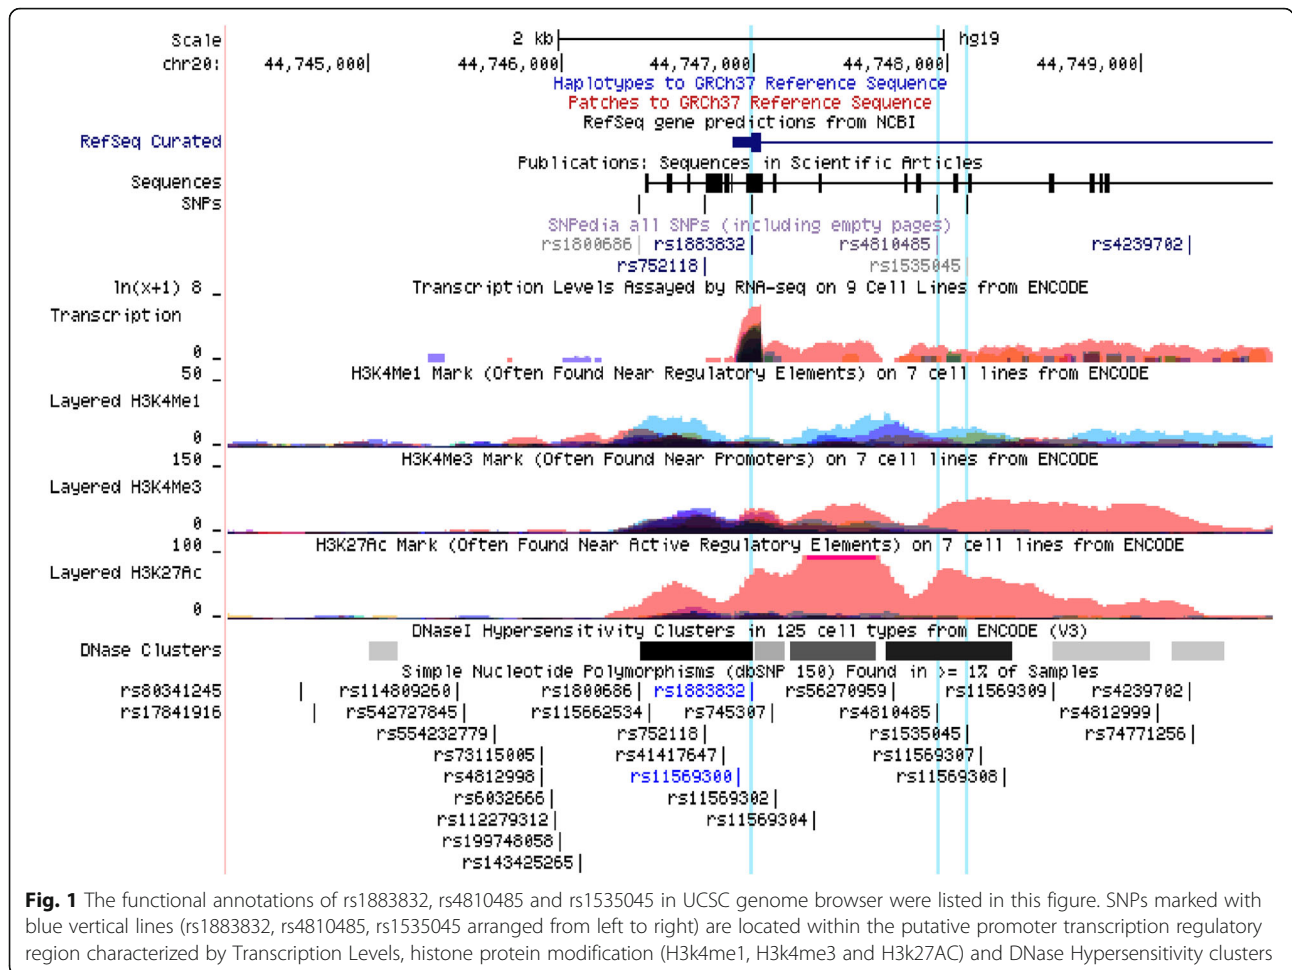 Scale 2 kb hg19
chr20: 44,745,000 44,746,000 44,747,000 44,748,000 44,749,000
Haplotypes to GRCh37 Reference Sequence
Patches to GRCh37 Reference Sequence
RefSeq gene predictions from NCBI
RefSeq Curated
Publications: Sequences in Scientific Articles
Sequences
SNPs
SNPedia all SNPs (including empty pages)
rs1800686 rs1883832 rs4810485 rs4239702
rs752118 rs1535045
ln(x+1) 8 _ Transcription Levels Assayed by RNA-seq on 9 Cell Lines from ENCODE
Transcription
0 _
H3K4Me1 Mark (Often Found Near Regulatory Elements) on 7 cell lines from ENCODE
50 _
Layered H3K4Me1
0 _
H3K4Me3 Mark (Often Found Near Promoters) on 7 cell lines from ENCODE
150 _
Layered H3K4Me3
0 _
H3K27Ac Mark (Often Found Near Active Regulatory Elements) on 7 cell lines from ENCODE
100 _
Layered H3K27Ac
0 _
DNaseI Hypersensitivity Clusters in 125 cell types from ENCODE (V3)
DNase Clusters
Simple Nucleotide Polymorphisms (dbSNP 150) Found in >= 1% of Samples
rs80341245 rs114809260 rs1800686 rs1883832 rs56270959 rs11569309 rs4239702
rs17841916 rs542727845 rs115662534 rs745307 rs4810485 rs4812999
rs554232779 rs752118 rs1535045 rs74771256
rs73115005 rs41417647 rs11569307
rs4812998 rs11569300 rs11569308
rs6032666 rs11569302
rs112279312 rs11569304
rs199748058
rs143425265
Fig. 1 The functional annotations of rs1883832, rs4810485 and rs1535045 in UCSC genome browser were listed in this figure. SNPs marked with
blue vertical lines (rs1883832, rs4810485, rs1535045 arranged from left to right) are located within the putative promoter transcription regulatory
region characterized by Transcription Levels, histone protein modification (H3k4me1, H3k4me3 and H3k27AC) and DNase Hypersensitivity clusters